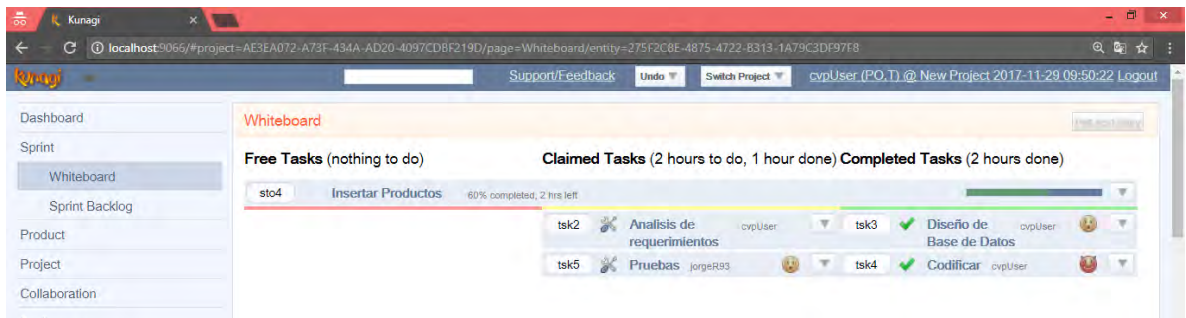 Kunagi
localhost:9066/#project=AE3EA072-A73F-434A-AD20-4097CDBF219D/page=Whiteboard/entity=275F2C8E-4875-4722-B313-1A79C3DF97F8
kunagi Support/Feedback Undo Switch Project cvpUser (PO,T) @ New Project 2017-11-29 09:50:22 Logout
Dashboard
Whiteboard
Sprint
Free Tasks (nothing to do) Claimed Tasks (2 hours to do, 1 hour done) Completed Tasks (2 hours done)
Whiteboard
sto4 Insertar Productos 60% completed, 2 hrs left
Sprint Backlog
tsk2 Analisis de requerimientos cvpUser
tsk3 Diseño de Base de Datos cvpUser
Product
tsk5 Pruebas jorgeR93
tsk4 Codificar cvpUser
Project
Collaboration